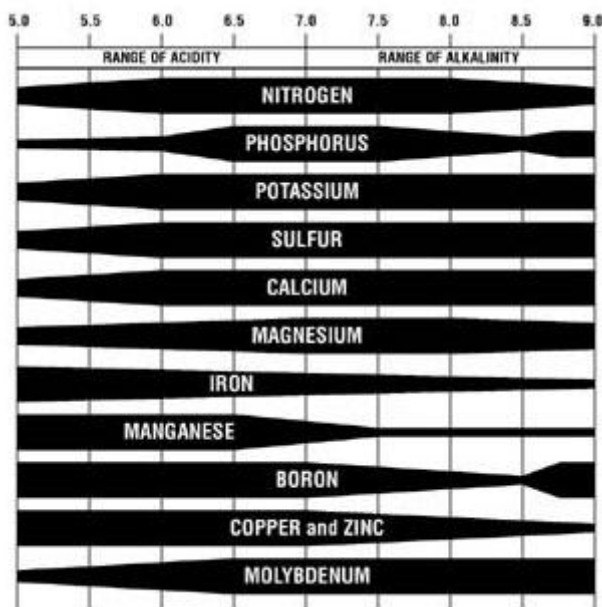 5.0 5.5 6.0 6.5 7.0 7.5 8.0 8.5 9.0
RANGE OF ACIDITY RANGE OF ALKALINITY
NITROGEN
PHOSPHORUS
POTASSIUM
SULFUR
CALCIUM
MAGNESIUM
IRON
MANGANESE
BORON
COPPER and ZINC
MOLYBDENUM